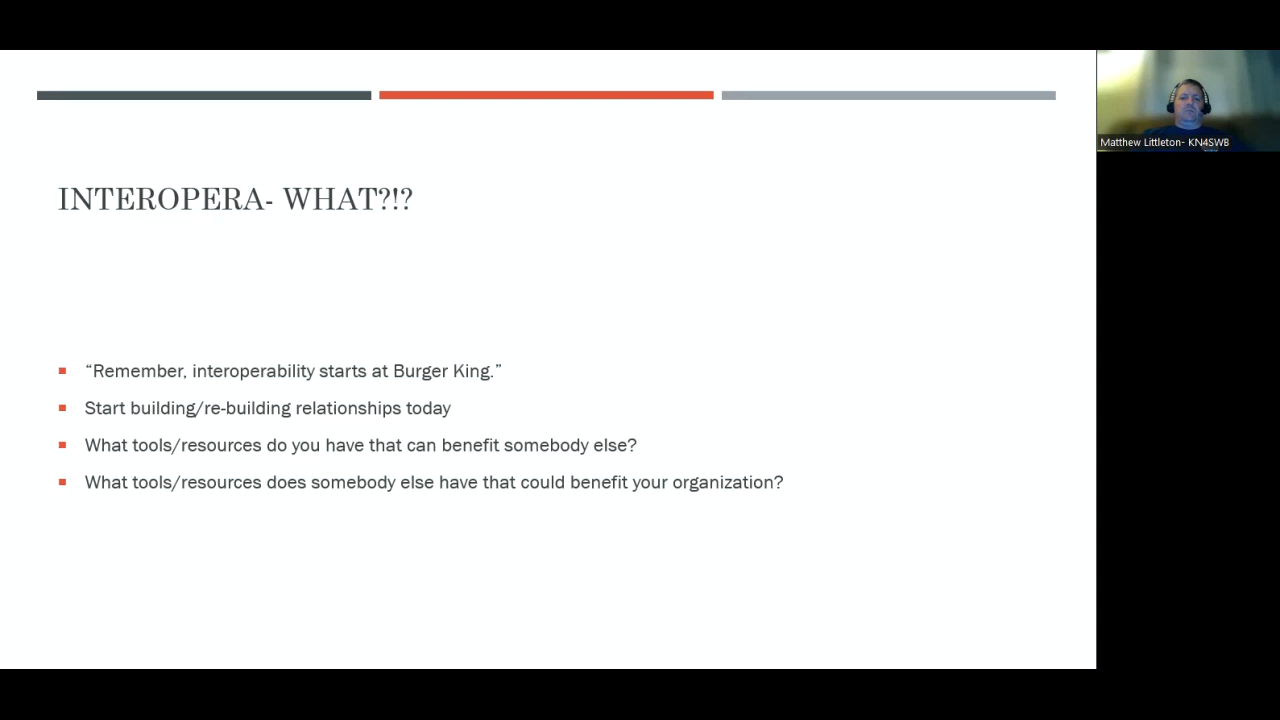 INTEROPERA- WHAT?!?
“Remember, interoperability starts at Burger King.”
Start building/re-building relationships today
What tools/resources do you have that can benefit somebody else?
What tools/resources does somebody else have that could benefit your organization?
Matthew Littleton- KN4SWB